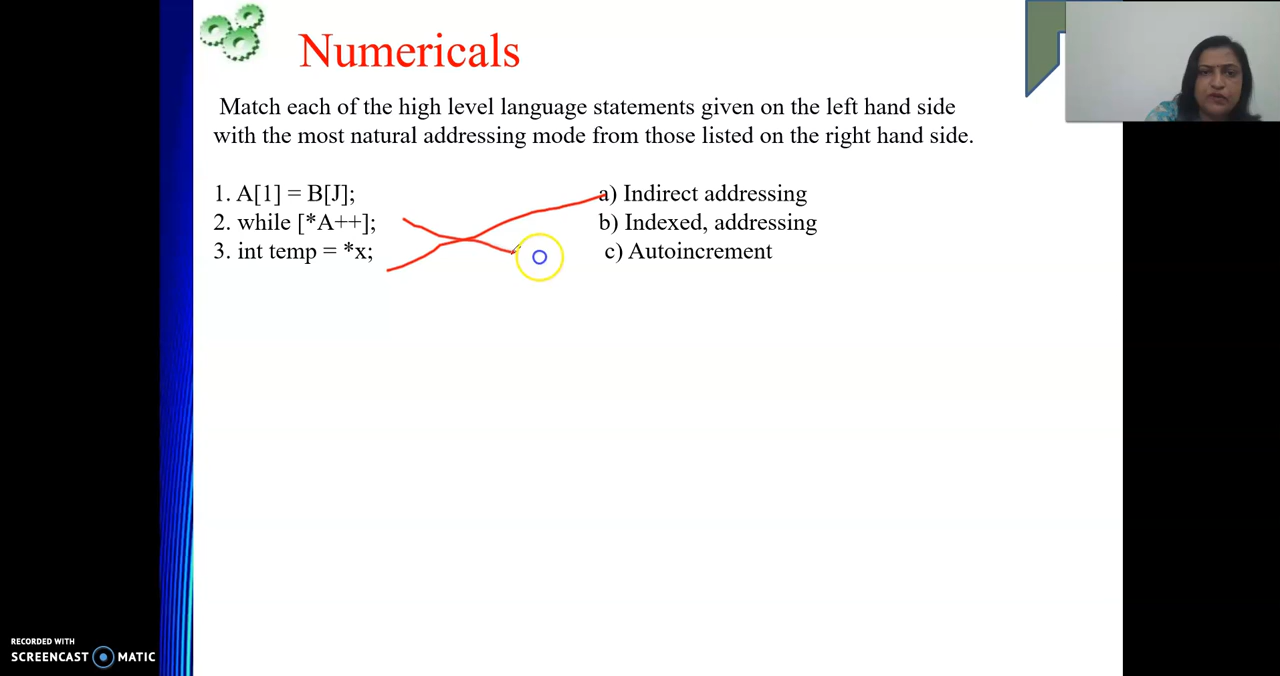 Numericals
Match each of the high level language statements given on the left hand side
with the most natural addressing mode from those listed on the right hand side.
1. A[1] = B[J];
2. while [*A++];
3. int temp = *x;
a) Indirect addressing
b) Indexed, addressing
c) Autoincrement
RECORDED WITH
SCREENCAST MATIC